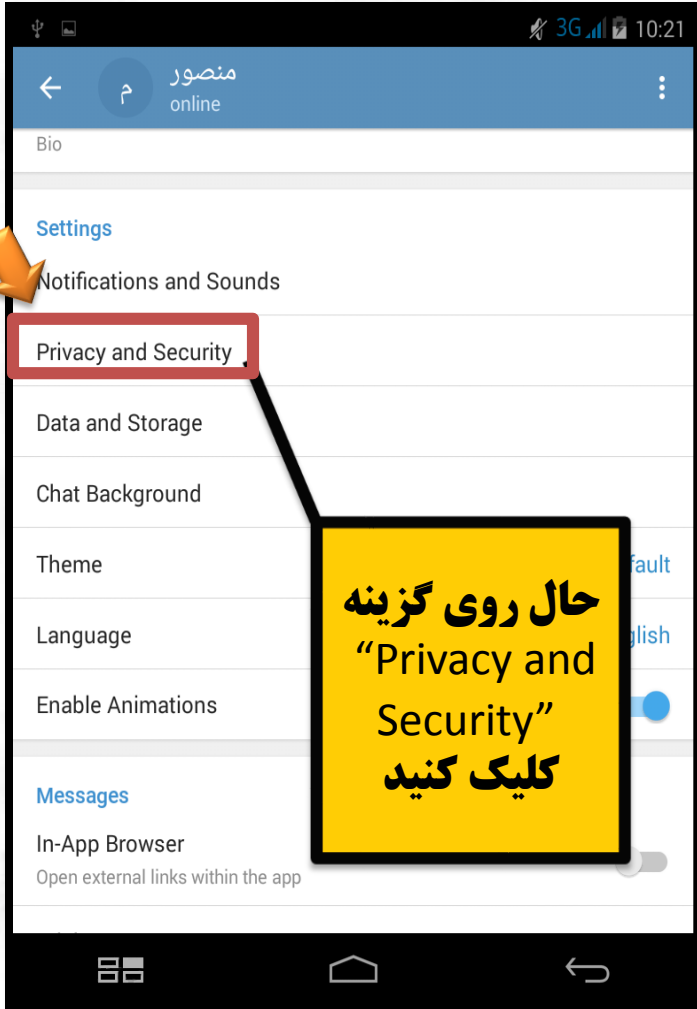 3G 10:21
م
منصور
online
Bio
Settings
Notifications and Sounds
Privacy and Security
Data and Storage
Chat Background
Theme fault
Language glish
Enable Animations
حال روی گزینه
“Privacy and
Security”
کلیک کنید
Messages
In-App Browser
Open external links within the app